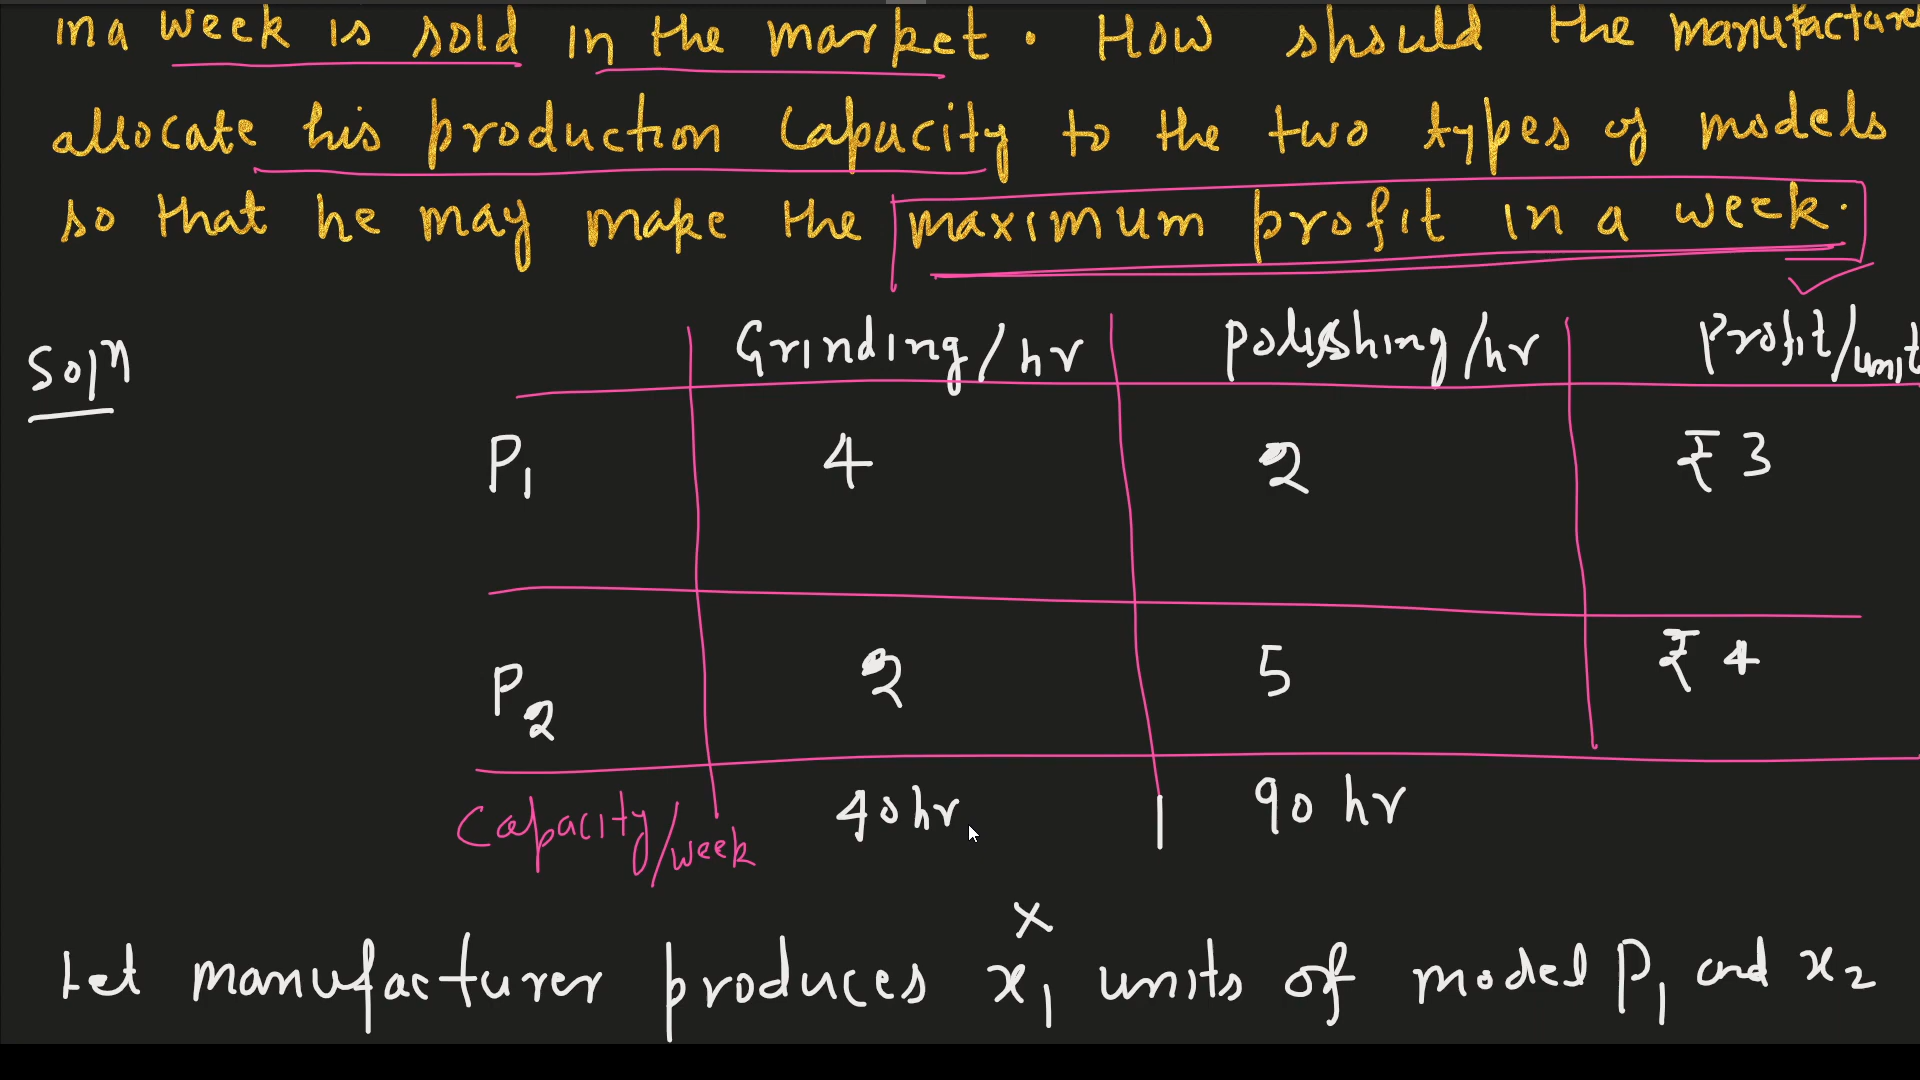 in a week is sold in the market. How should the manufacturer
allocate his production capacity to the two types of models
so that he may make the maximum profit in a week.
Solⁿ
Grinding/hr Polishing/hr Profit/unit
P1 4 2 ₹ 3
P2 2 5 ₹ 4
Capacity/week 40 hr 90 hr
x
Let manufacturer produces x1 units of model P1 and x2